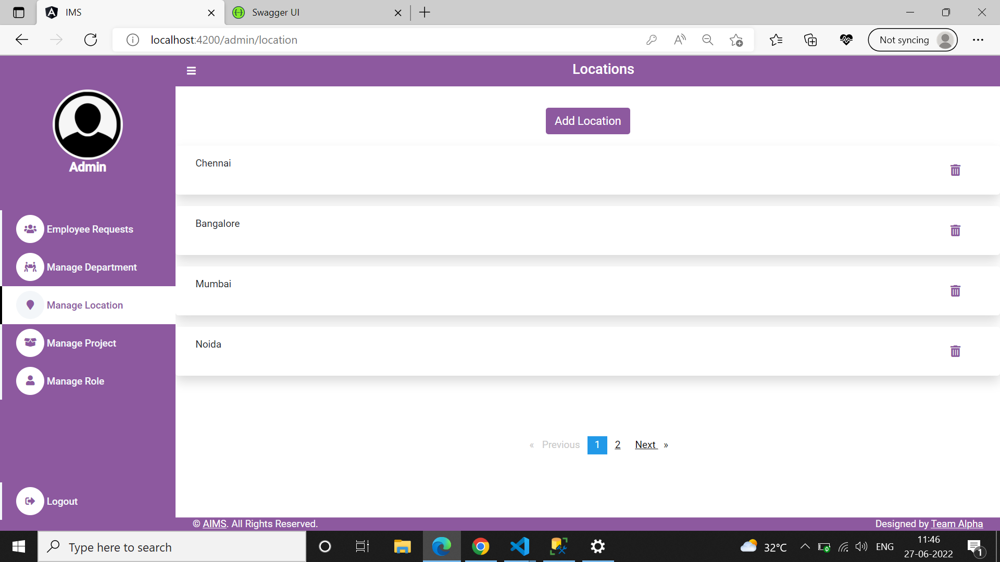 IMS
Swagger UI
localhost:4200/admin/location
Not syncing
Locations
Admin
Add Location
Chennai
Bangalore
Mumbai
Noida
Employee Requests
Manage Department
Manage Location
Manage Project
Manage Role
Logout
« Previous 1 2 Next »
© AIMS. All Rights Reserved.
Designed by Team Alpha
Type here to search
32°C
ENG
11:46
27-06-2022
1